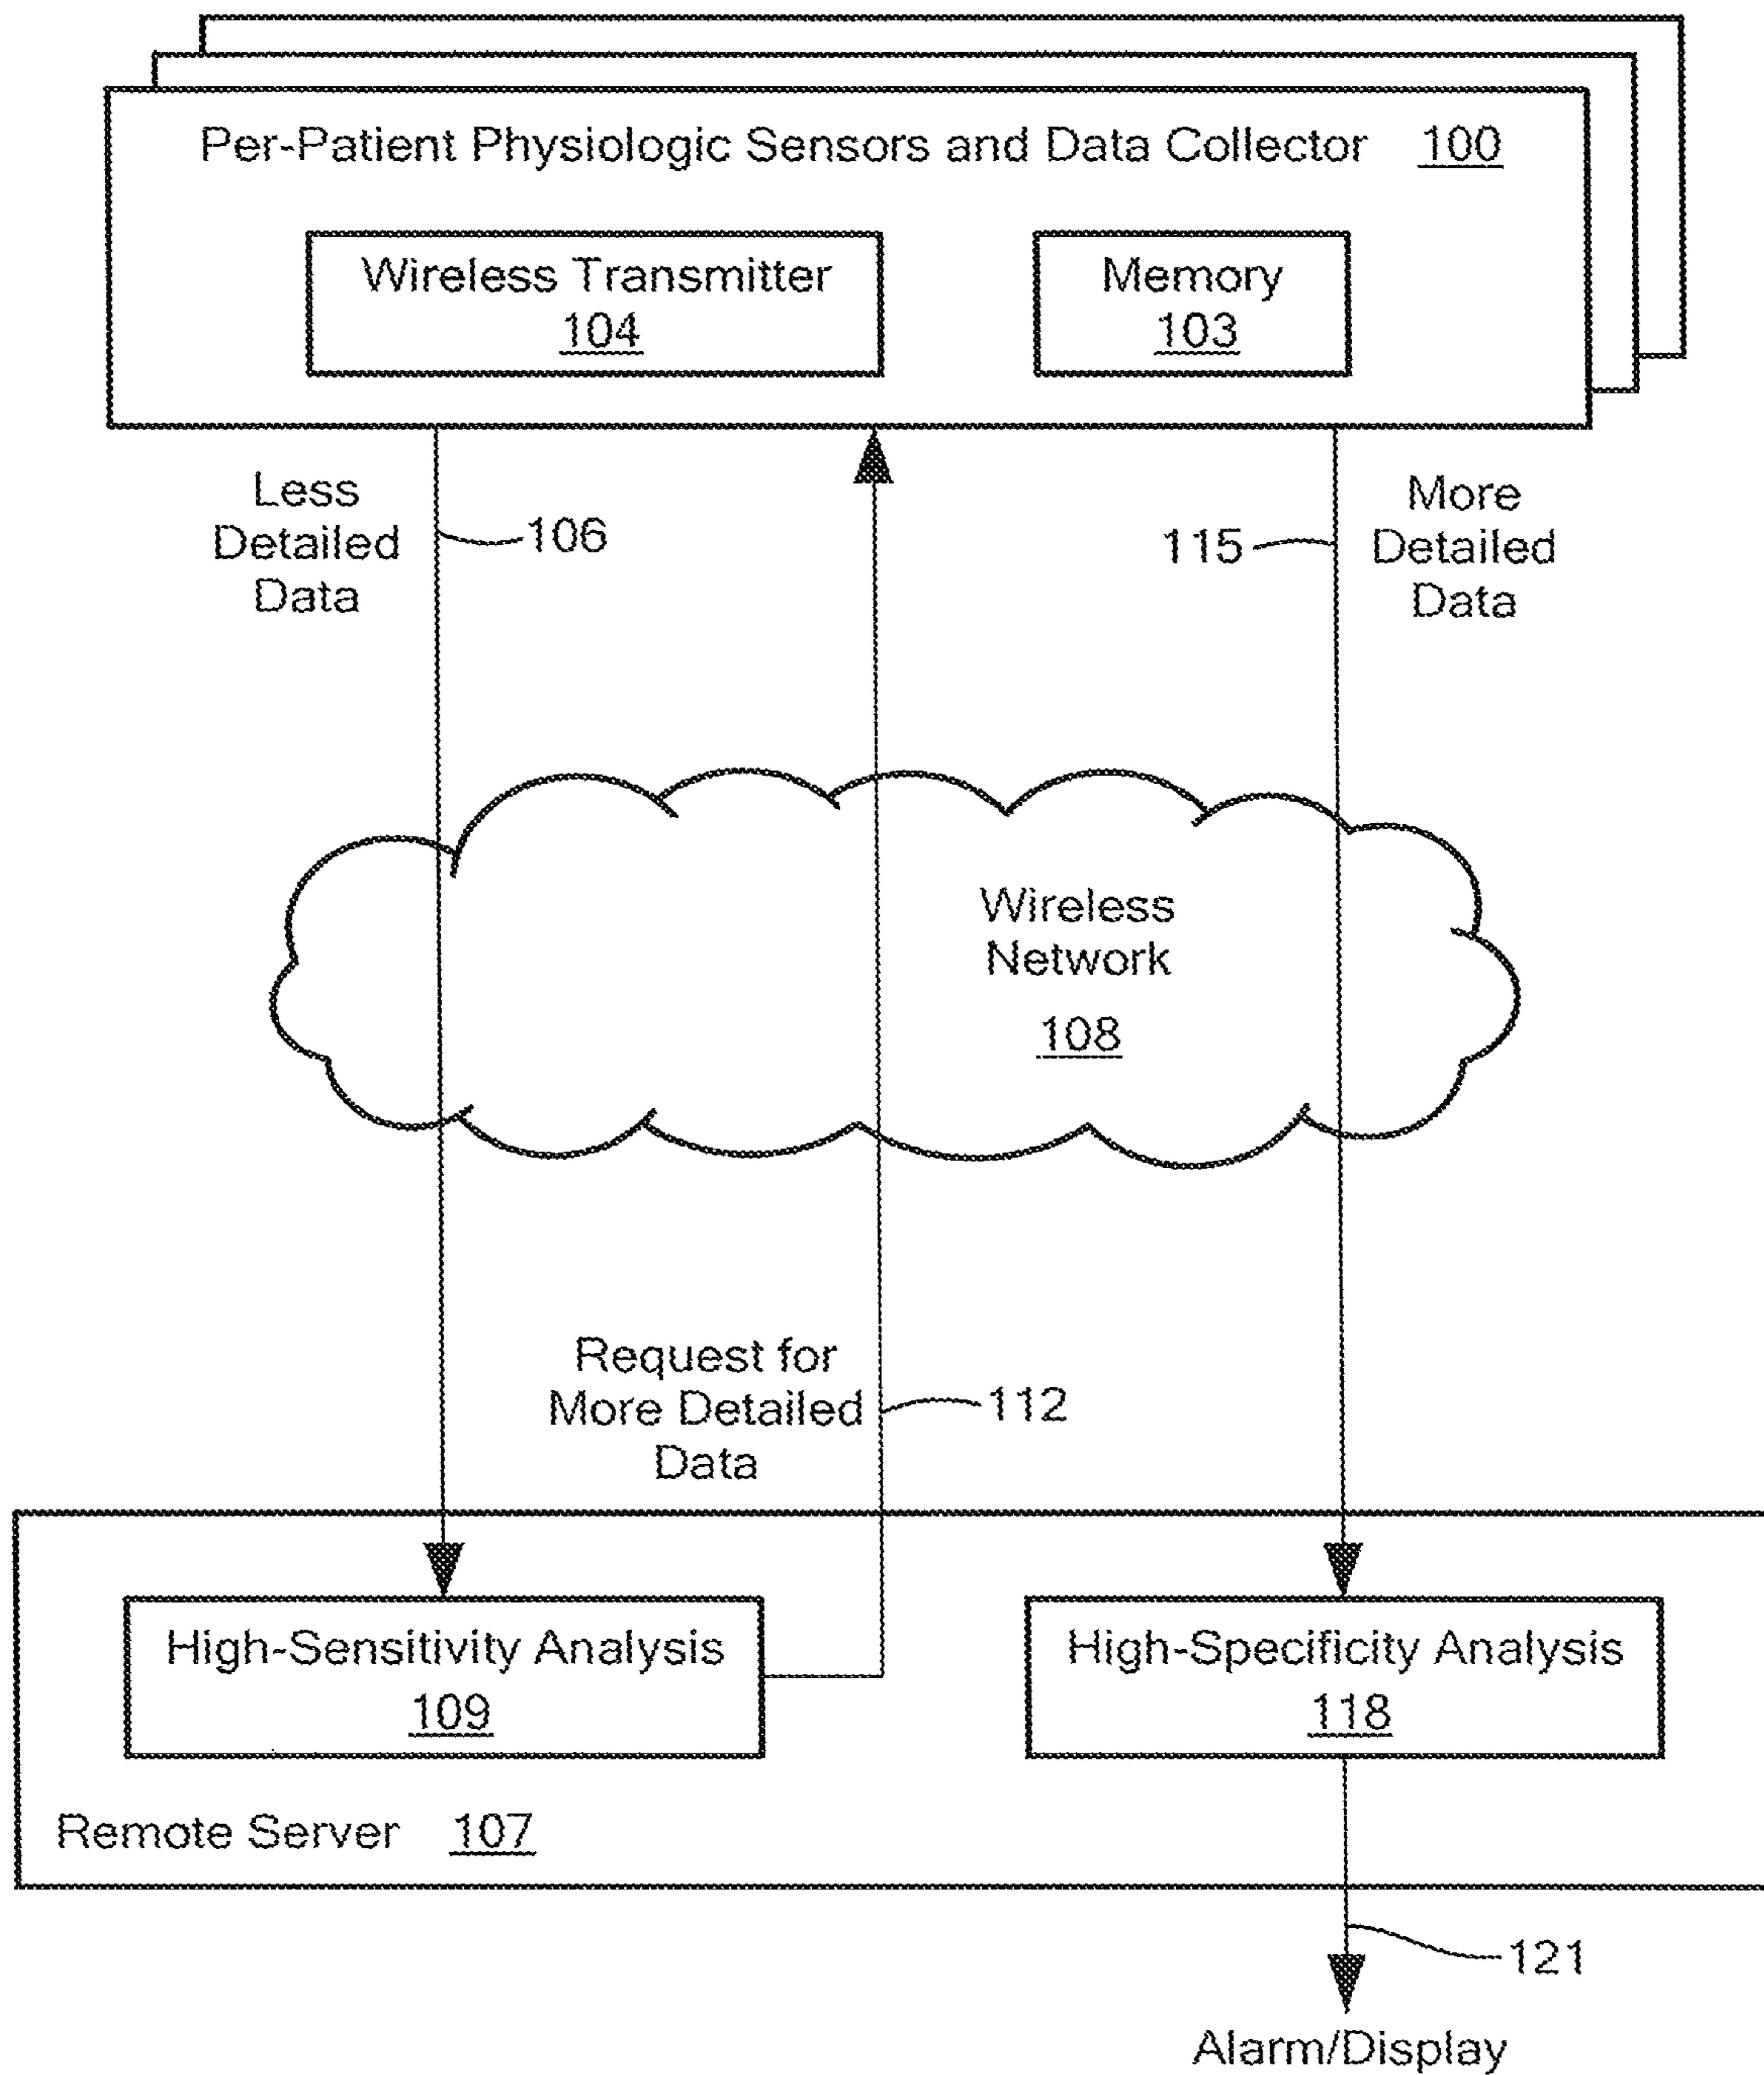 Per-Patient Physiologic Sensors and Data Collector 100
Wireless Transmitter
104
Memory
103
Less
Detailed
Data
106
115
More
Detailed
Data
Wireless
Network
108
Request for
More Detailed
Data
112
High-Sensitivity Analysis
109
High-Specificity Analysis
118
Remote Server 107
121
Alarm/Display